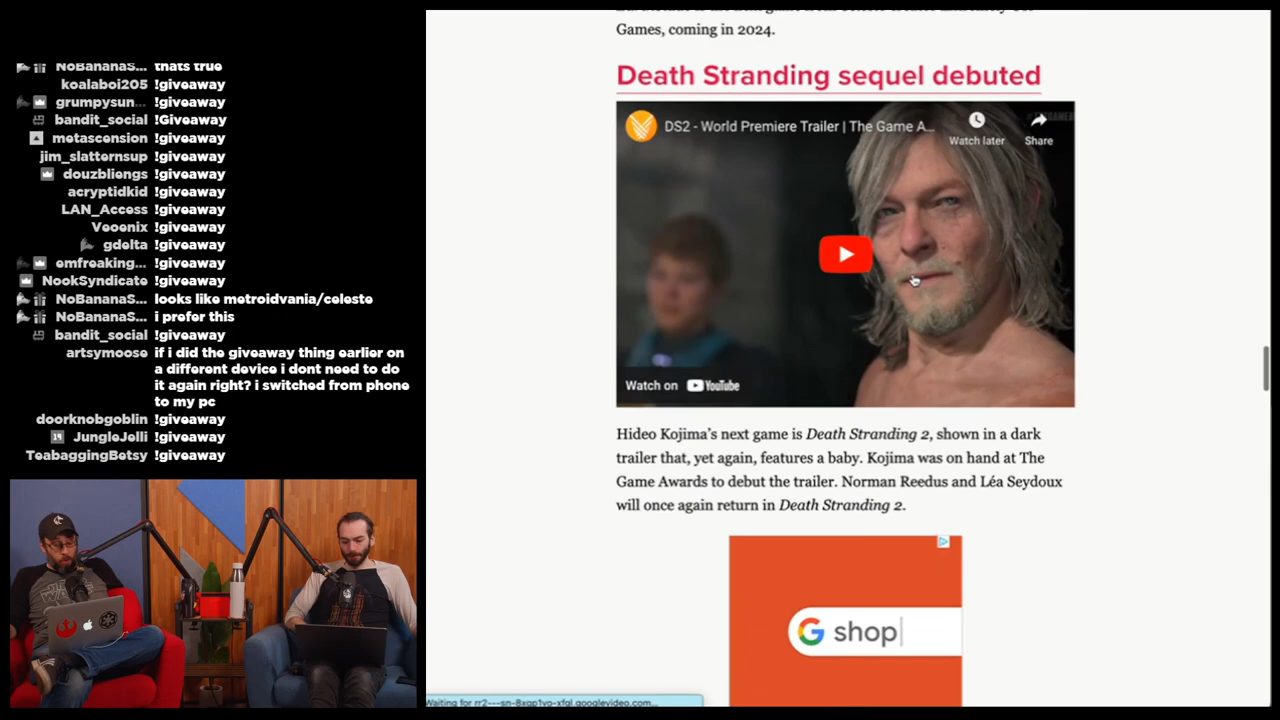 NoBananaS... thats true
koalaboi205 !giveaway
grumpysun... !giveaway
bandit_social !Giveaway
metascension !giveaway
jim_slatternsup !giveaway
douzbliengs !giveaway
acryptidkid !giveaway
LAN_Access !giveaway
Veoenix !giveaway
gdelta !giveaway
emfreaking... !giveaway
NookSyndicate !giveaway
NoBananaS... looks like metroidvania/celeste
NoBananaS... i prefer this
bandit_social !giveaway
artsymoose if i did the giveaway thing earlier on
a different device i dont need to do
it again right? i switched from phone
to my pc
doorknobgoblin !giveaway
JungleJelli !giveaway
TeabaggingBetsy !giveaway
Games, coming in 2024.
Death Stranding sequel debuted
DS2 - World Premiere Trailer | The Game A...
Watch later
Share
Watch on YouTube
Hideo Kojima's next game is Death Stranding 2, shown in a dark
trailer that, yet again, features a baby. Kojima was on hand at The
Game Awards to debut the trailer. Norman Reedus and Léa Seydoux
will once again return in Death Stranding 2.
G shop